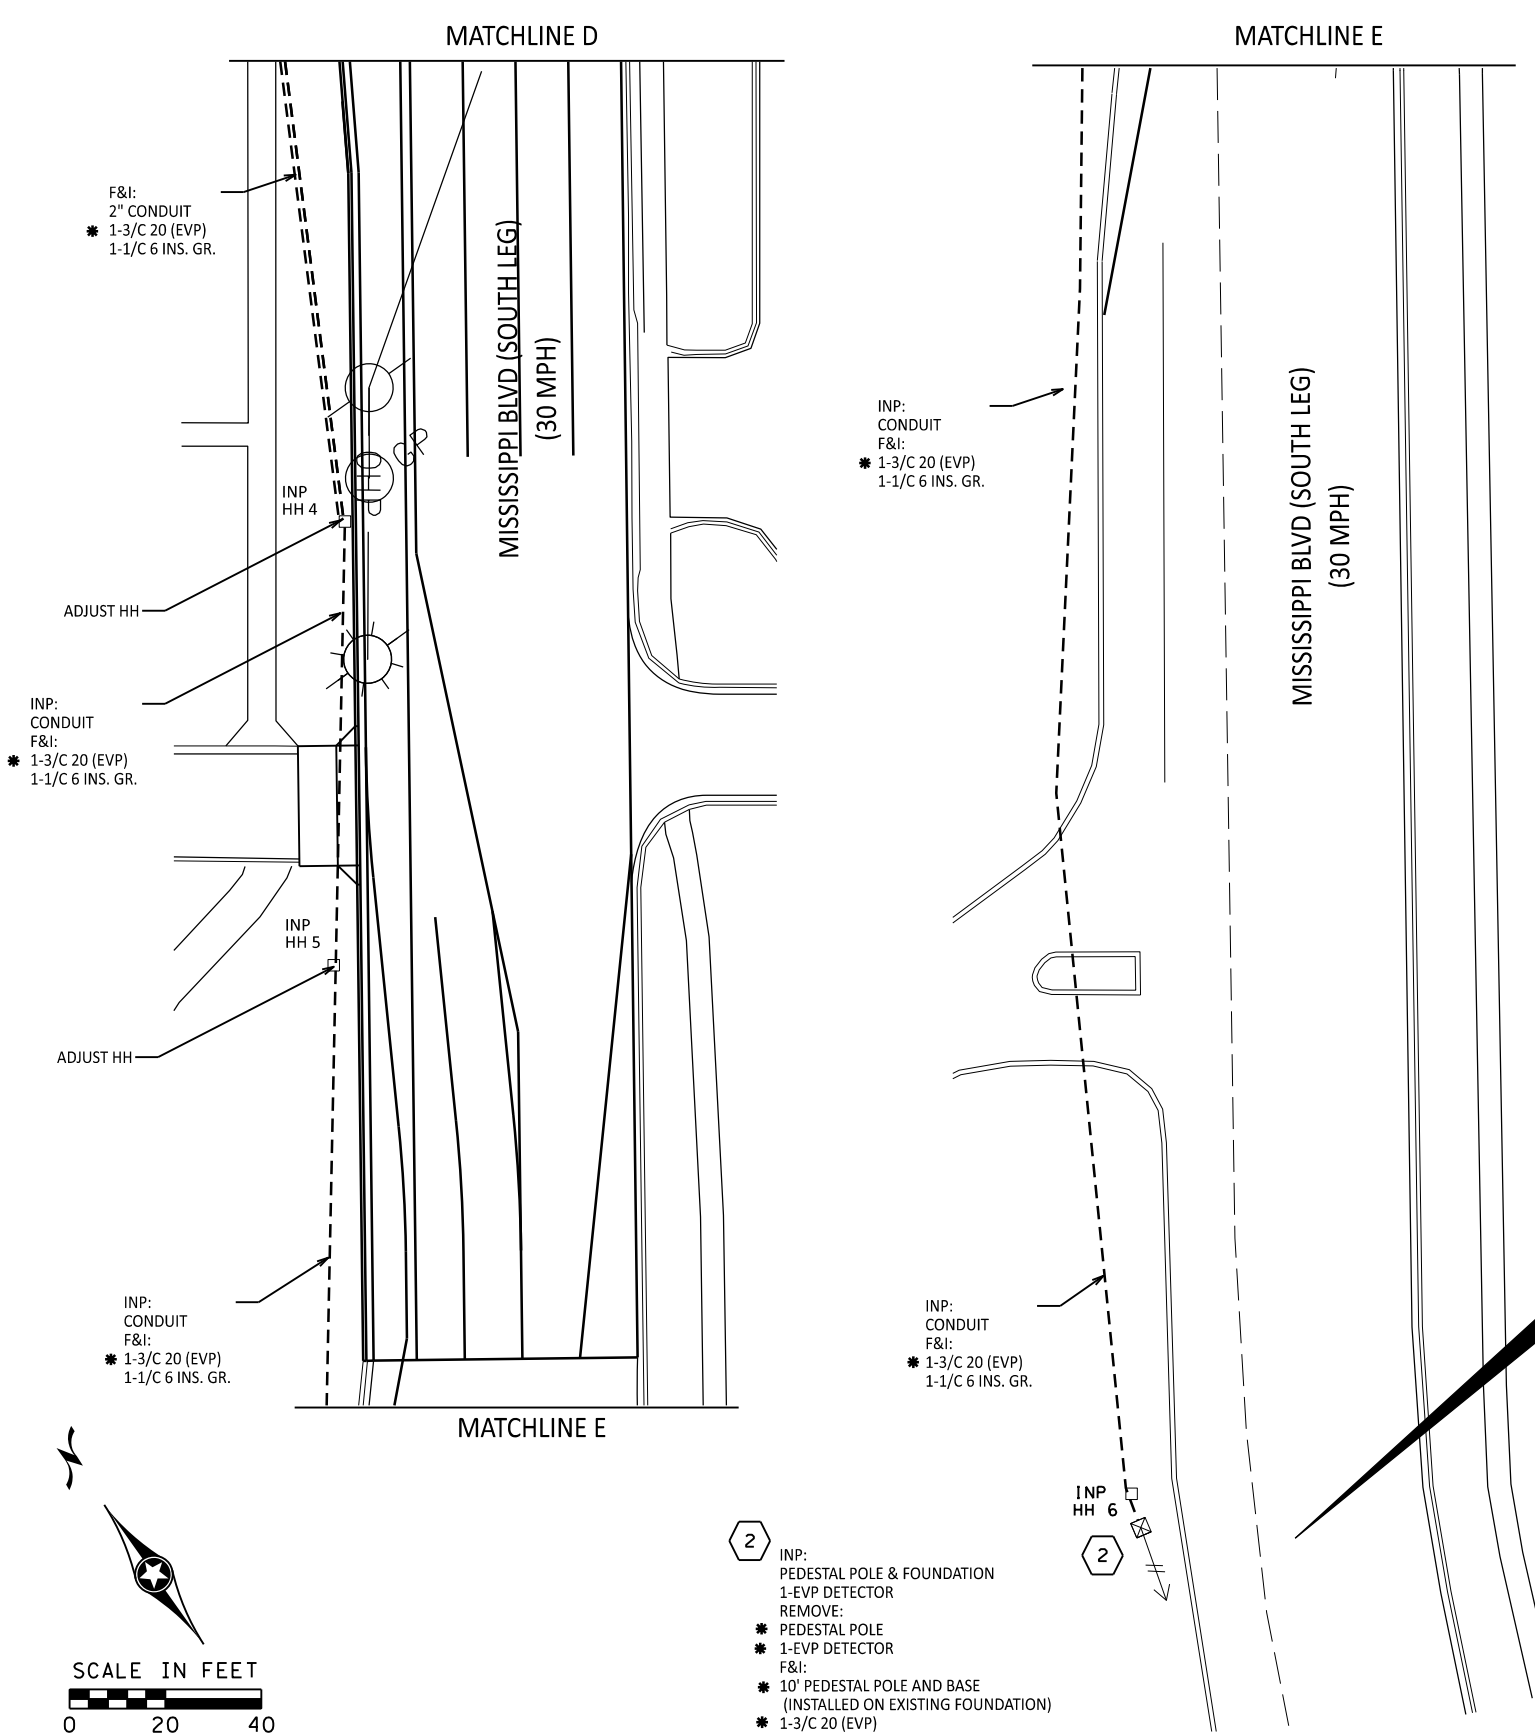 MATCHLINE D
MATCHLINE E
F&I:
2" CONDUIT
✱ 1-3/C 20 (EVP)
1-1/C 6 INS. GR.
MISSISSIPPI BLVD (SOUTH LEG)
(30 MPH)
INP
HH 4
ADJUST HH
INP:
CONDUIT
F&I:
✱ 1-3/C 20 (EVP)
1-1/C 6 INS. GR.
INP
HH 5
ADJUST HH
INP:
CONDUIT
F&I:
✱ 1-3/C 20 (EVP)
1-1/C 6 INS. GR.
MATCHLINE E
INP:
CONDUIT
F&I:
✱ 1-3/C 20 (EVP)
1-1/C 6 INS. GR.
MISSISSIPPI BLVD (SOUTH LEG)
(30 MPH)
INP:
CONDUIT
F&I:
✱ 1-3/C 20 (EVP)
1-1/C 6 INS. GR.
INP
HH 6
2
2
INP:
PEDESTAL POLE & FOUNDATION
1-EVP DETECTOR
REMOVE:
✱ PEDESTAL POLE
✱ 1-EVP DETECTOR
F&I:
✱ 10' PEDESTAL POLE AND BASE
(INSTALLED ON EXISTING FOUNDATION)
✱ 1-3/C 20 (EVP)
SCALE IN FEET
0 20 40